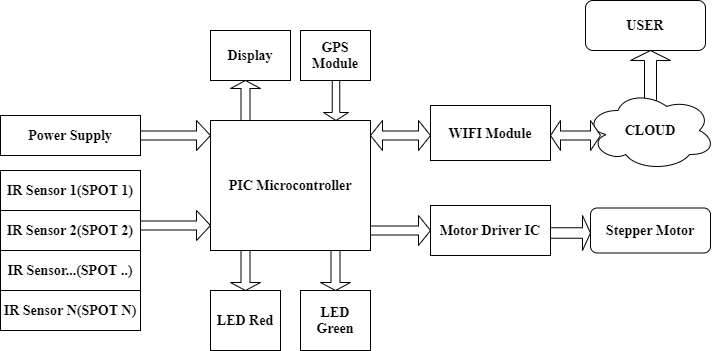 USER
Display
GPS
Module
Power Supply
PIC Microcontroller
WIFI Module
CLOUD
IR Sensor 1(SPOT 1)
IR Sensor 2(SPOT 2)
IR Sensor...(SPOT ..)
IR Sensor N(SPOT N)
Motor Driver IC
Stepper Motor
LED Red
LED
Green